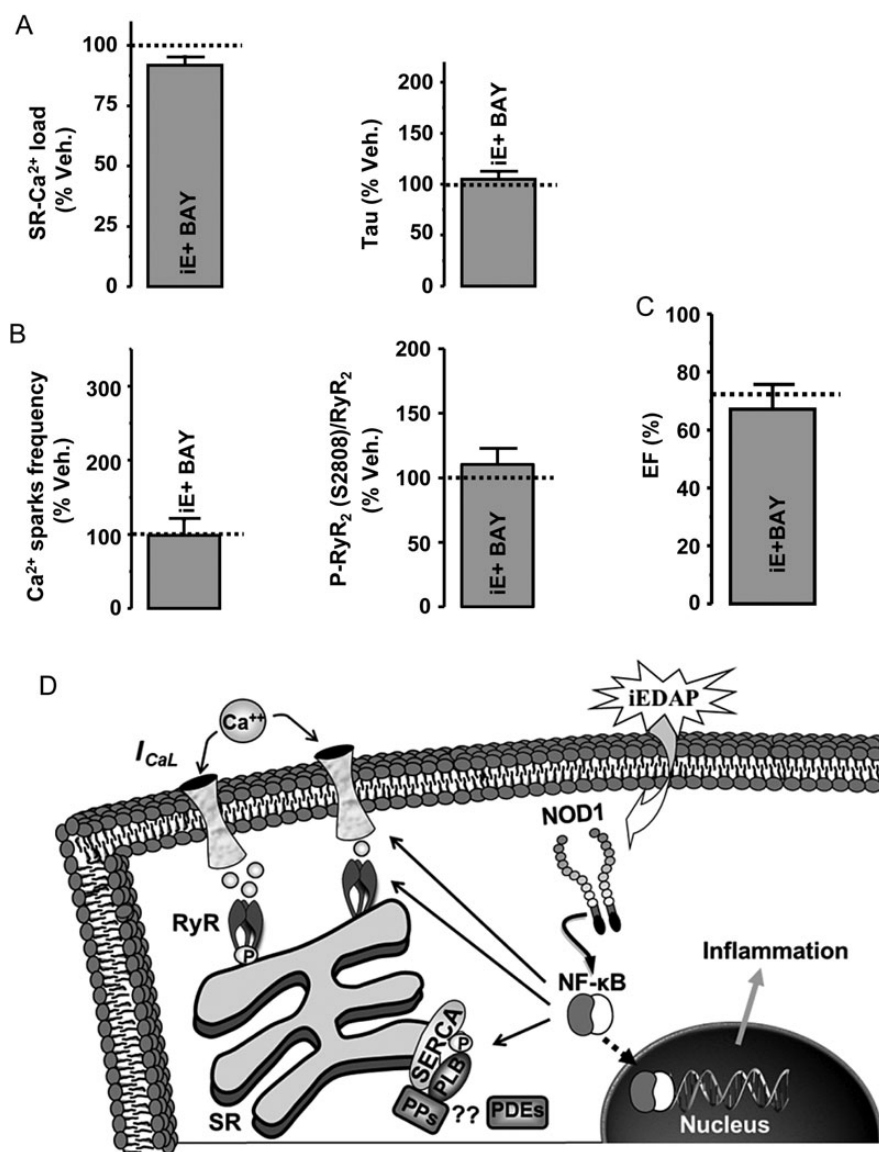 A
SR-Ca²⁺ load
(% Veh.)
100
75
50
25
0
iE+ BAY
Tau (% Veh.)
200
150
100
50
0
iE+ BAY
B
Ca²⁺ sparks frequency
(% Veh.)
300
200
100
0
iE+ BAY
P-RyR₂ (S2808)/RyR₂
(% Veh.)
200
150
100
50
0
iE+ BAY
C
EF (%)
100
80
60
40
20
0
iE+BAY
D
Ca⁺⁺
I_CaL
iEDAP
NOD1
RyR
P
NF-κB
Inflammation
SERCA
P
PLB
SR
PPs ?? PDEs
Nucleus